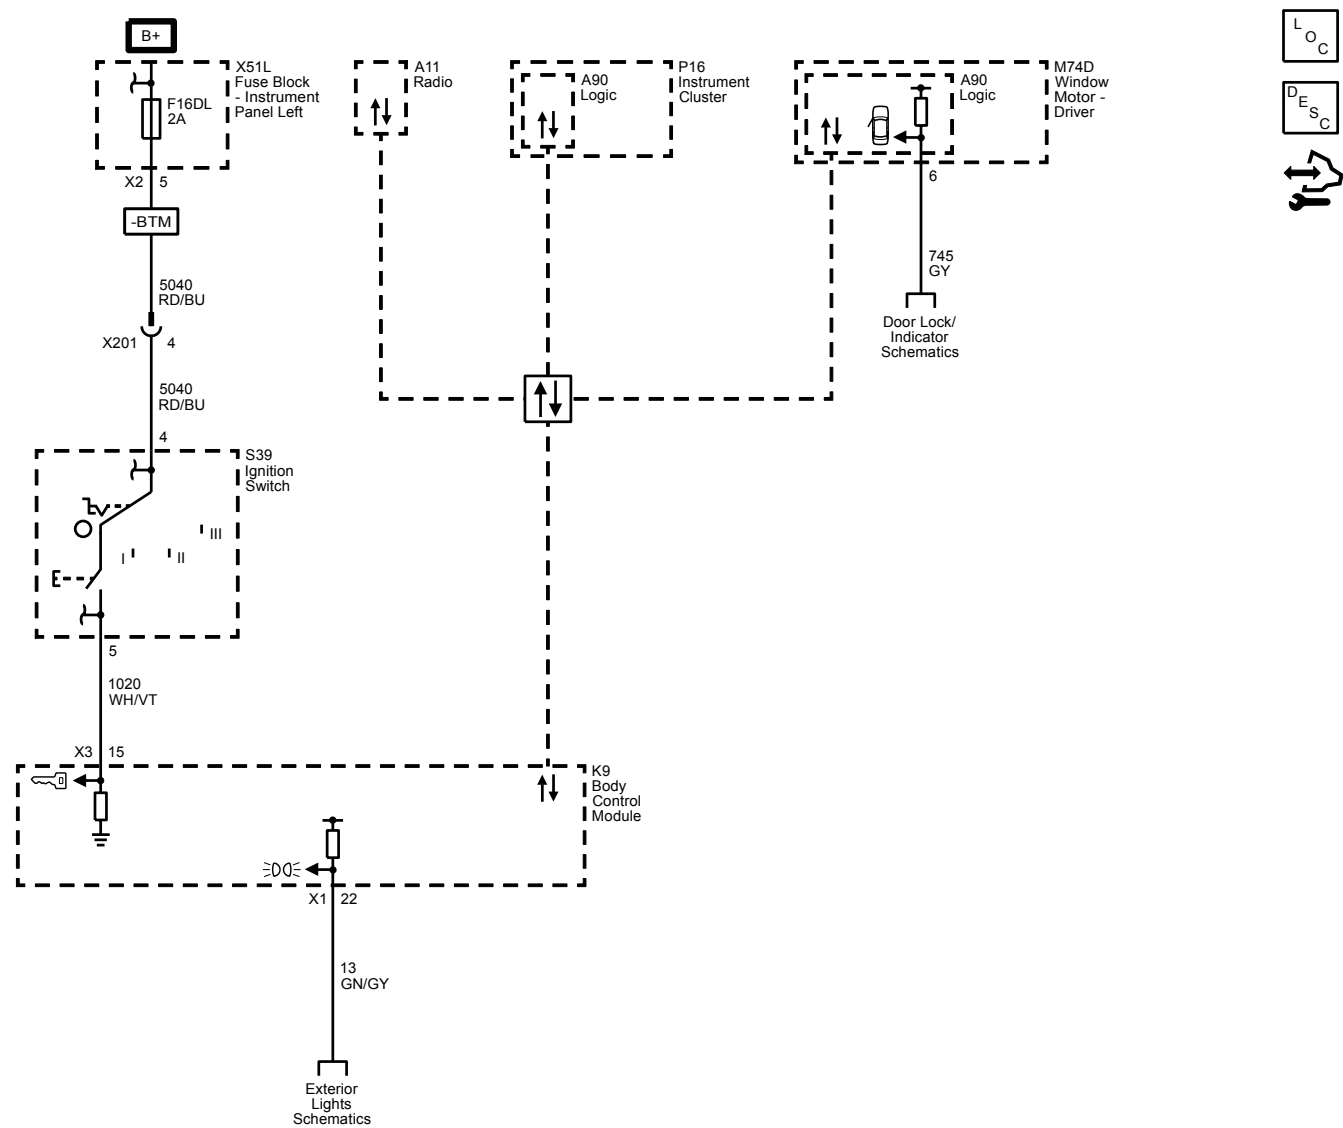 B+
X51L
Fuse Block
- Instrument
Panel Left
F16DL
2A
X2 5
-BTM
5040
RD/BU
X201 4
5040
RD/BU
4
S39
Ignition
Switch
I
II
III
5
1020
WH/VT
X3 15
A11
Radio
P16
Instrument
Cluster
A90
Logic
M74D
Window
Motor -
Driver
A90
Logic
6
745
GY
Door Lock/
Indicator
Schematics
K9
Body
Control
Module
X1 22
13
GN/GY
Exterior
Lights
Schematics
LOC
DESC